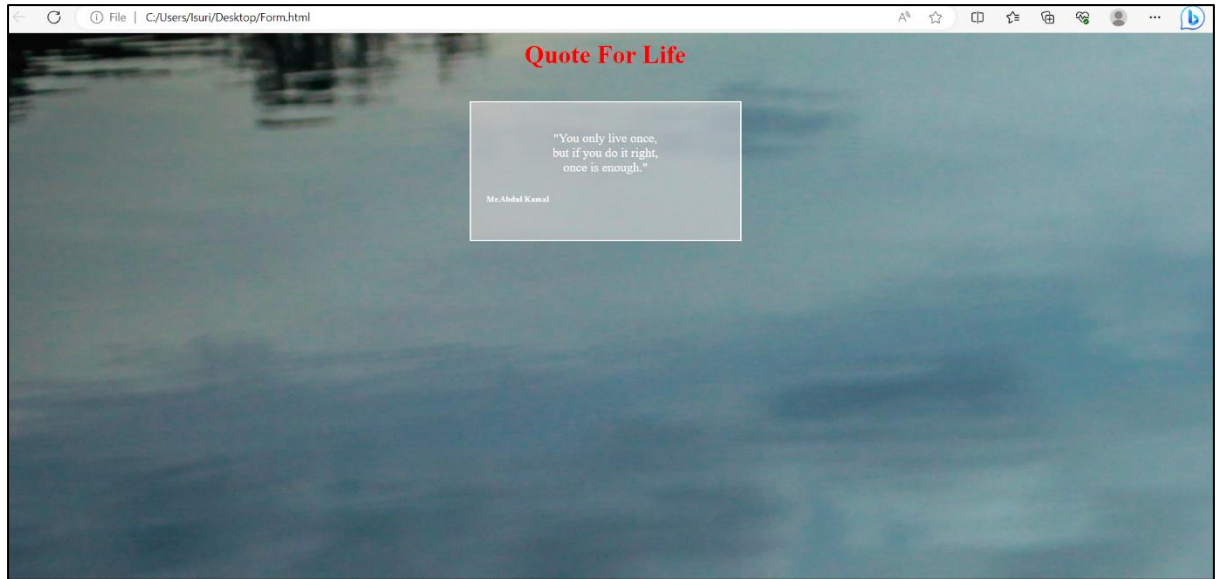 File | C:/Users/Isuri/Desktop/Form.html
Quote For Life
"You only live once,
but if you do it right,
once is enough."
Mr.Abdul Kamal